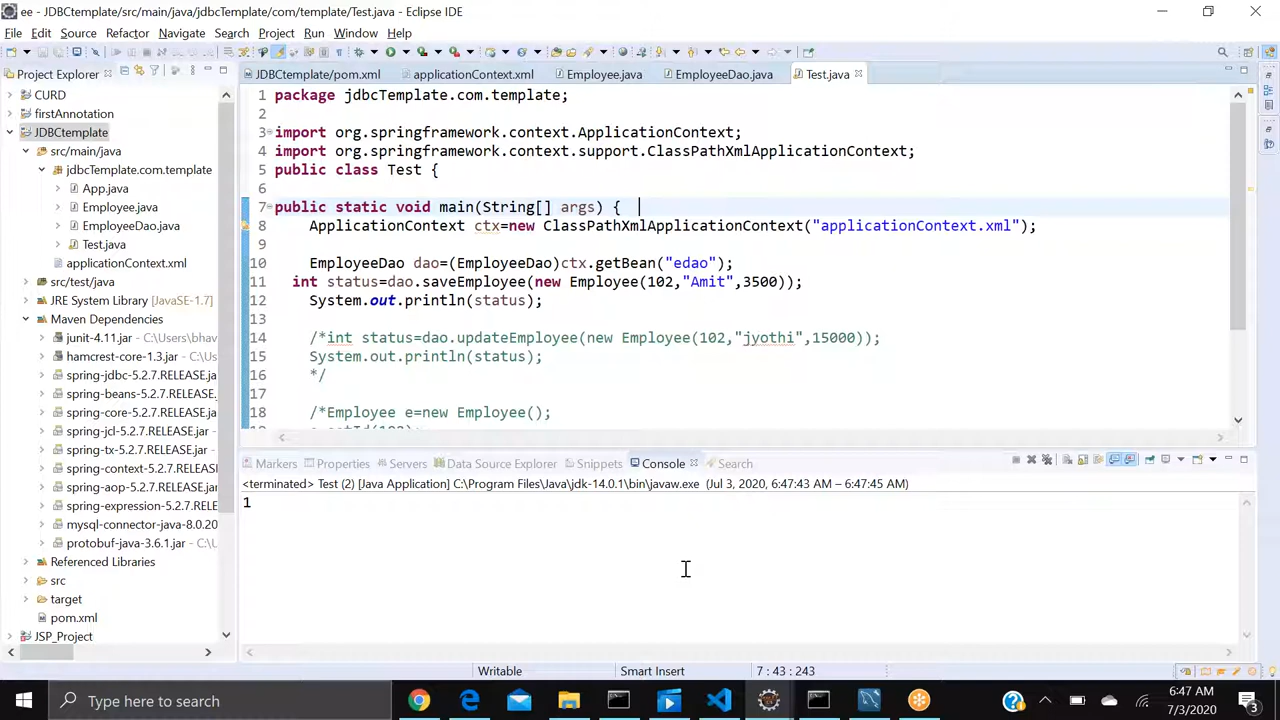 ee - JDBCtemplate/src/main/java/jdbcTemplate/com/template/Test.java - Eclipse IDE
File Edit Source Refactor Navigate Search Project Run Window Help
Project Explorer
JDBCtemplate/pom.xml applicationContext.xml Employee.java EmployeeDao.java Test.java
CURD
firstAnnotation
JDBCtemplate
src/main/java
jdbcTemplate.com.template
App.java
Employee.java
EmployeeDao.java
Test.java
applicationContext.xml
src/test/java
JRE System Library [JavaSE-1.7]
Maven Dependencies
junit-4.11.jar - C:\Users\bhav
hamcrest-core-1.3.jar - C:\Us
spring-jdbc-5.2.7.RELEASE.ja
spring-beans-5.2.7.RELEASE.
spring-core-5.2.7.RELEASE.ja
spring-jcl-5.2.7.RELEASE.jar -
spring-tx-5.2.7.RELEASE.jar -
spring-context-5.2.7.RELEASE
spring-aop-5.2.7.RELEASE.jar
spring-expression-5.2.7.RELE
mysql-connector-java-8.0.20
protobuf-java-3.6.1.jar - C:\U
Referenced Libraries
src
target
pom.xml
JSP_Project
1 package jdbcTemplate.com.template;
2
3 import org.springframework.context.ApplicationContext;
4 import org.springframework.context.support.ClassPathXmlApplicationContext;
5 public class Test {
6
7 public static void main(String[] args) {
8 ApplicationContext ctx=new ClassPathXmlApplicationContext("applicationContext.xml");
9
10 EmployeeDao dao=(EmployeeDao)ctx.getBean("edao");
11 int status=dao.saveEmployee(new Employee(102,"Amit",3500));
12 System.out.println(status);
13
14 /*int status=dao.updateEmployee(new Employee(102,"jyothi",15000));
15 System.out.println(status);
16 */
17
18 /*Employee e=new Employee();
Markers Properties Servers Data Source Explorer Snippets Console Search
<terminated> Test (2) [Java Application] C:\Program Files\Java\jdk-14.0.1\bin\javaw.exe (Jul 3, 2020, 6:47:43 AM – 6:47:45 AM)
1
Writable Smart Insert 7 : 43 : 243
Type here to search
6:47 AM
7/3/2020
3